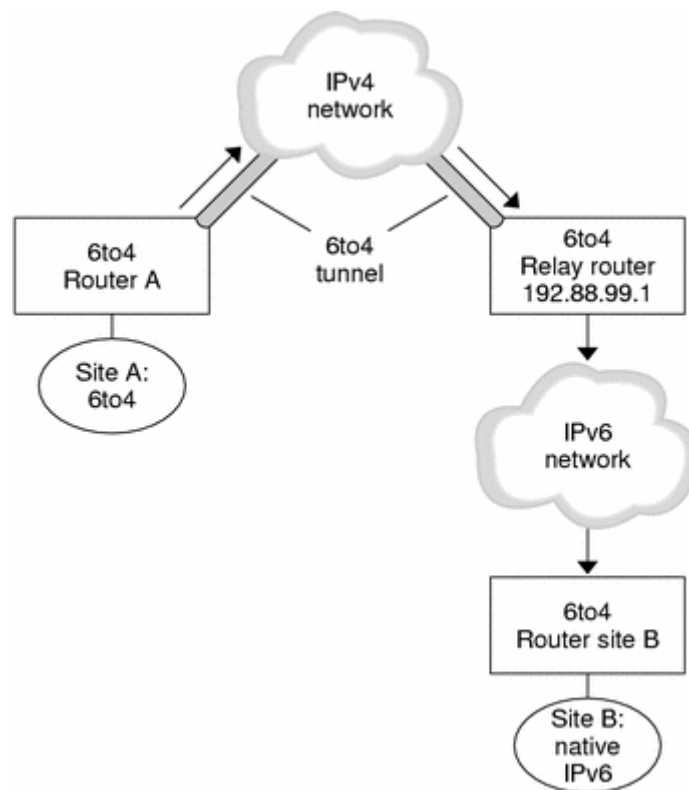 IPv4
network
6to4
Router A
6to4
tunnel
6to4
Relay router
192.88.99.1
Site A:
6to4
IPv6
network
6to4
Router site B
Site B:
native
IPv6